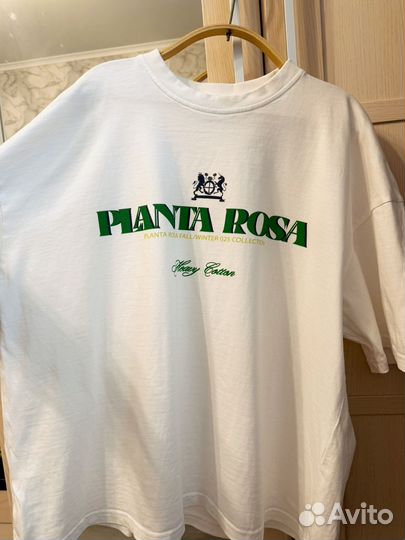 PLANTA ROSA
PLANTA ROSA FALL/WINTER 025 COLLECTION
Heavy Cotton
Avito